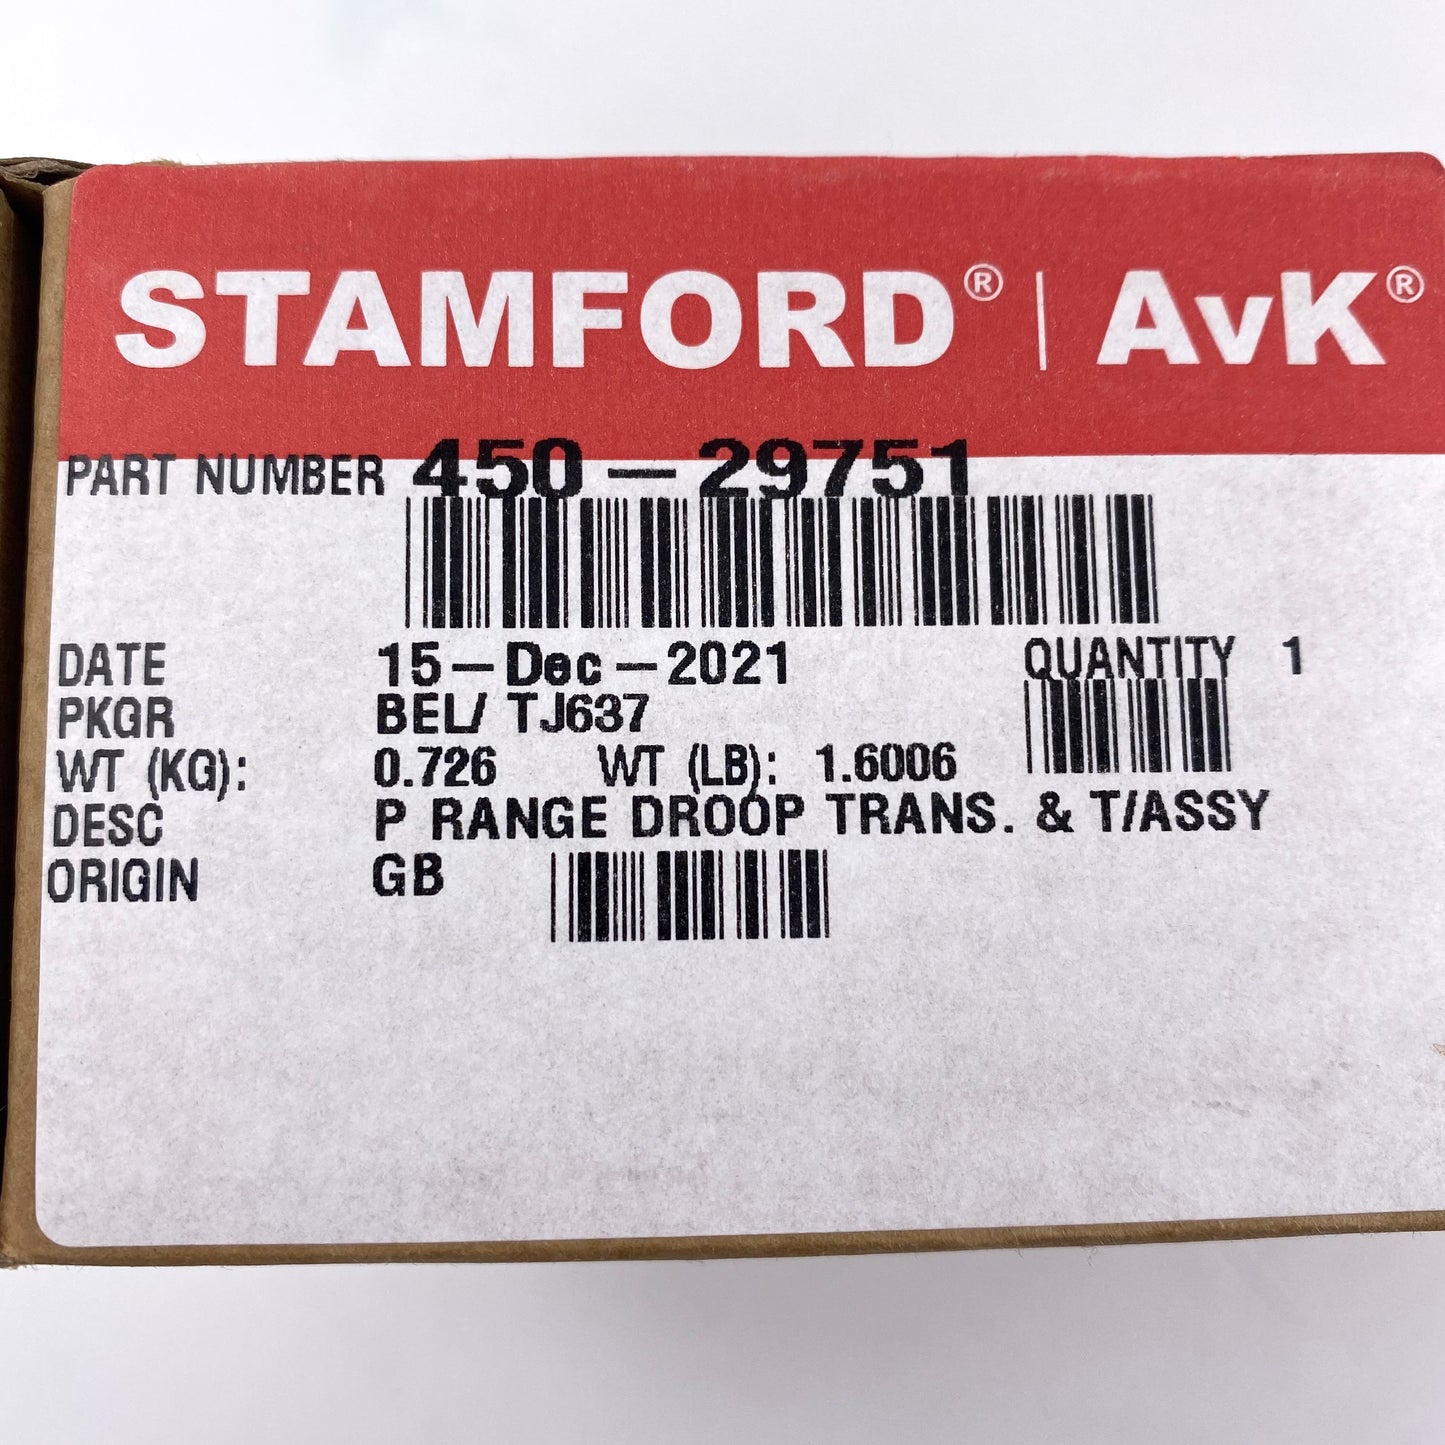 STAMFORD® | AvK®
PART NUMBER 450-29751
DATE 15-Dec-2021 QUANTITY 1
PKGR BEL/ TJ637
WT (KG): 0.726 WT (LB): 1.6006
DESC P RANGE DROOP TRANS. & T/ASSY
ORIGIN GB